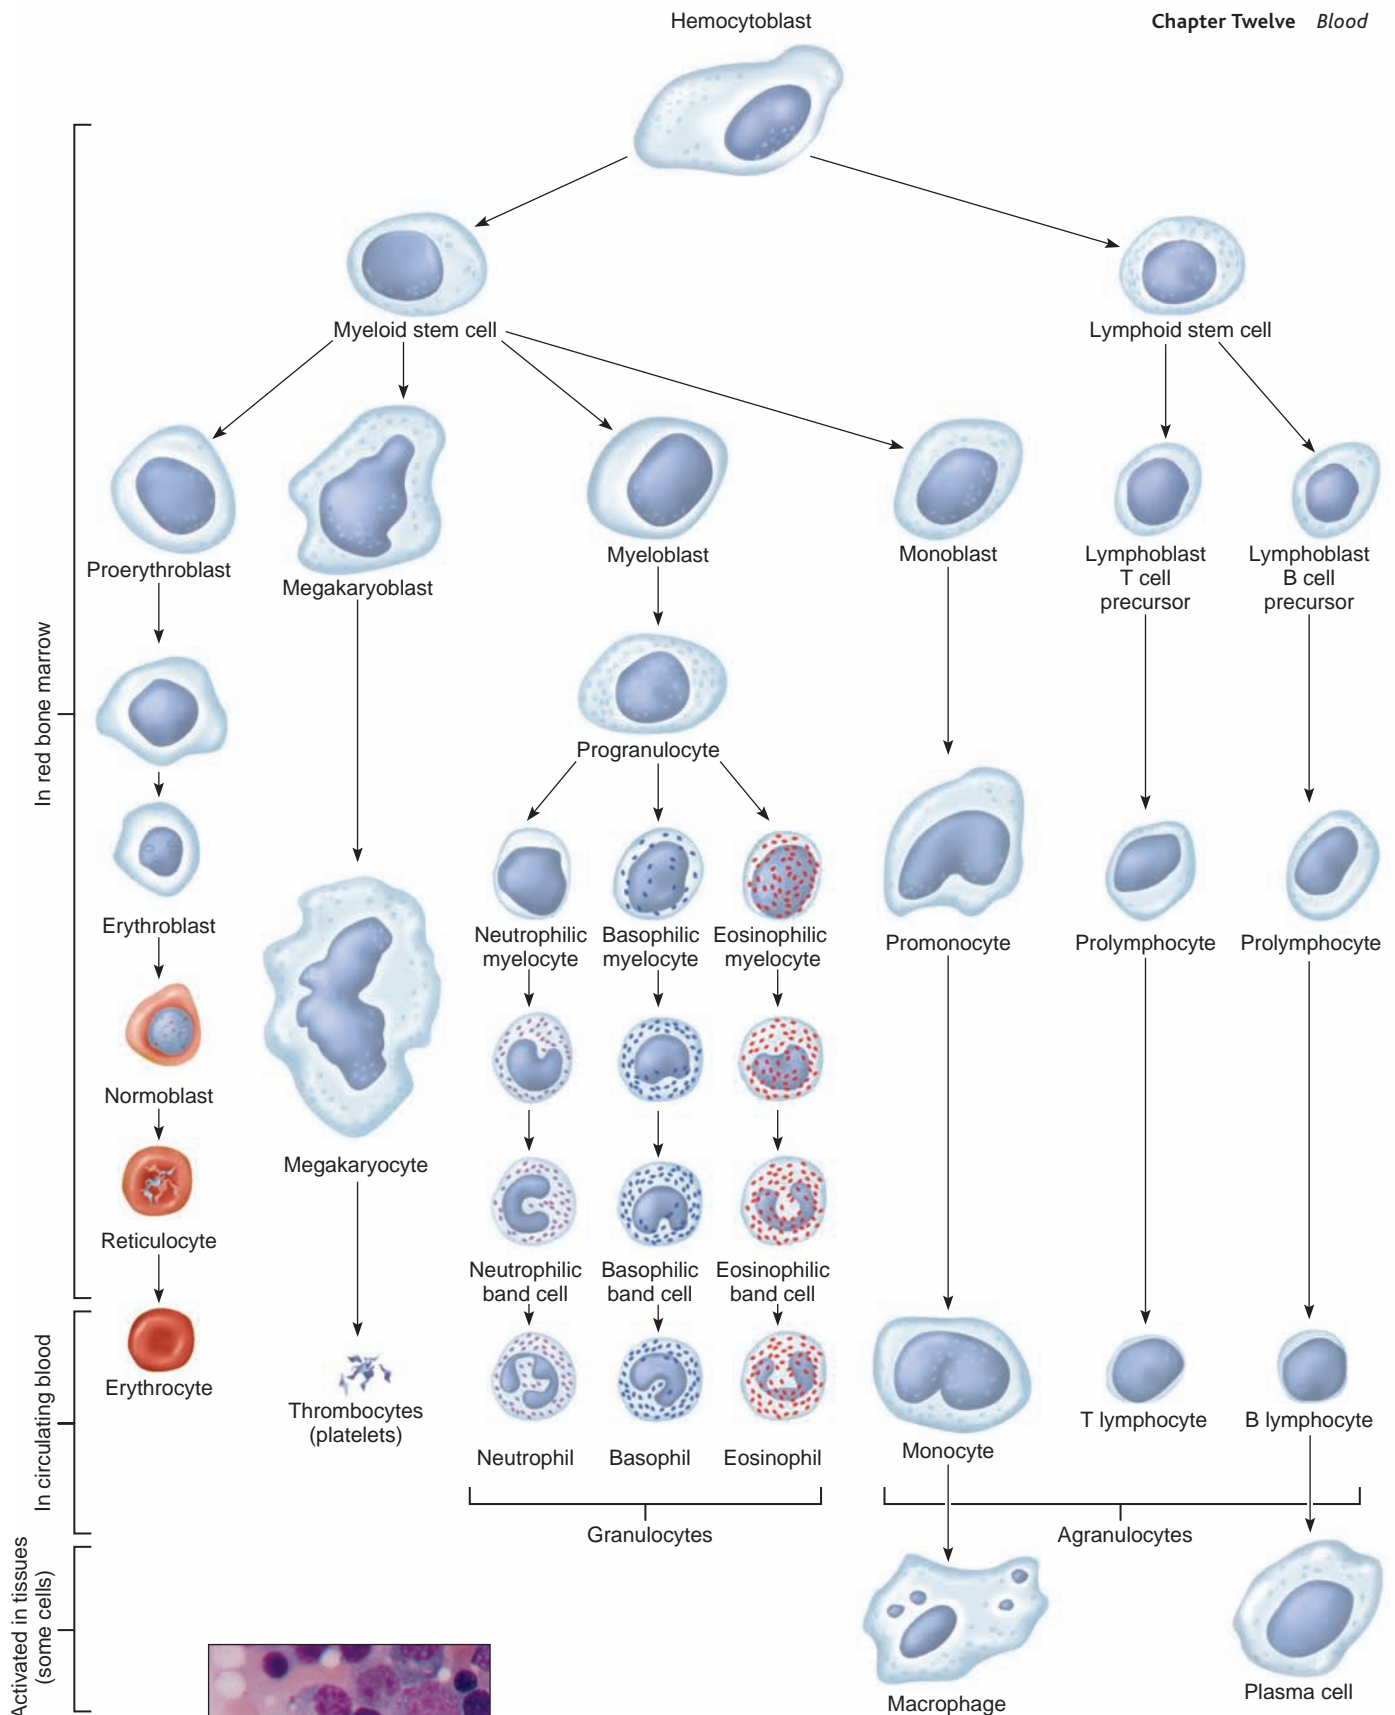 Chapter Twelve Blood
Hemocytoblast
Myeloid stem cell
Lymphoid stem cell
Proerythroblast
Megakaryoblast
Myeloblast
Monoblast
Lymphoblast
T cell
precursor
Lymphoblast
B cell
precursor
In red bone marrow
Progranulocyte
Erythroblast
Neutrophilic
myelocyte
Basophilic
myelocyte
Eosinophilic
myelocyte
Promonocyte
Prolymphocyte
Prolymphocyte
Normoblast
Megakaryocyte
Reticulocyte
Neutrophilic
band cell
Basophilic
band cell
Eosinophilic
band cell
In circulating blood
Erythrocyte
Thrombocytes
(platelets)
Neutrophil
Basophil
Eosinophil
Monocyte
T lymphocyte
B lymphocyte
Granulocytes
Agranulocytes
Activated in tissues
(some cells)
Macrophage
Plasma cell